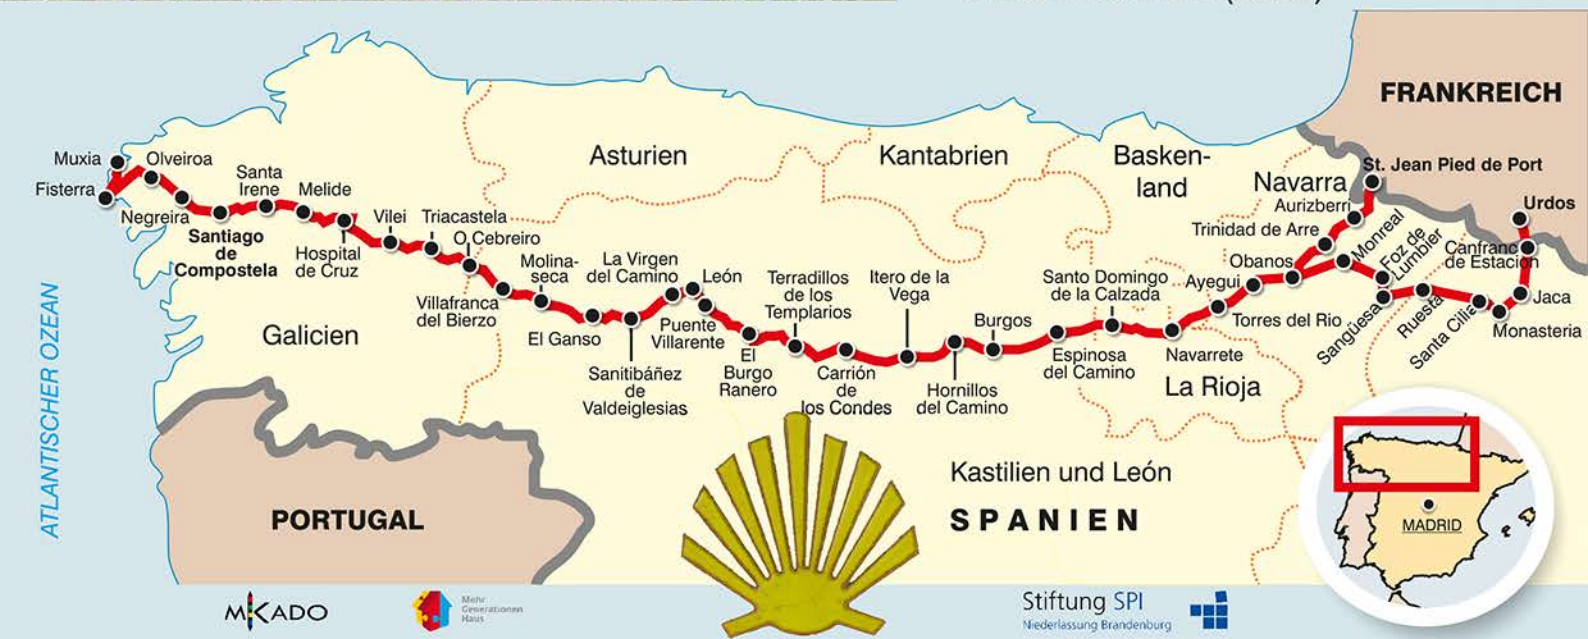 FRANKREICH
Asturien
Kantabrien
Basken-
land
Navarra
St. Jean Pied de Port
Muxia
Olveiroa
Fisterra
Negreira
Santa
Irene
Melide
Santiago
de
Compostela
Hospital
de Cruz
Vilei
Triacastela
O Cebreiro
Villafranca
del Bierzo
Molina-
seca
El Ganso
La Virgen
del Camino
León
Sanitibáñez
de
Valdeiglesias
Puente
Villarente
El
Burgo
Ranero
Terradillos
de los
Templarios
Carrión
de
los Condes
Itero de la
Vega
Hornillos
del Camino
Burgos
Espinosa
del Camino
Santo Domingo
de la Calzada
Navarrete
Ayegui
Torres del Rio
Obanos
Trinidad de Arre
Aurizberri
Monreal
Foz de
Lumbier
Sangüesa
Ruesta
Santa Cilia
Monasteria
Jaca
Canfranc
de Estación
Urdos
Galicien
La Rioja
Kastilien und León
SPANIEN
PORTUGAL
ATLANTISCHER OZEAN
MADRID
MIKADO
Mehr
Generationen
Haus
Stiftung SPI
Niederlassung Brandenburg